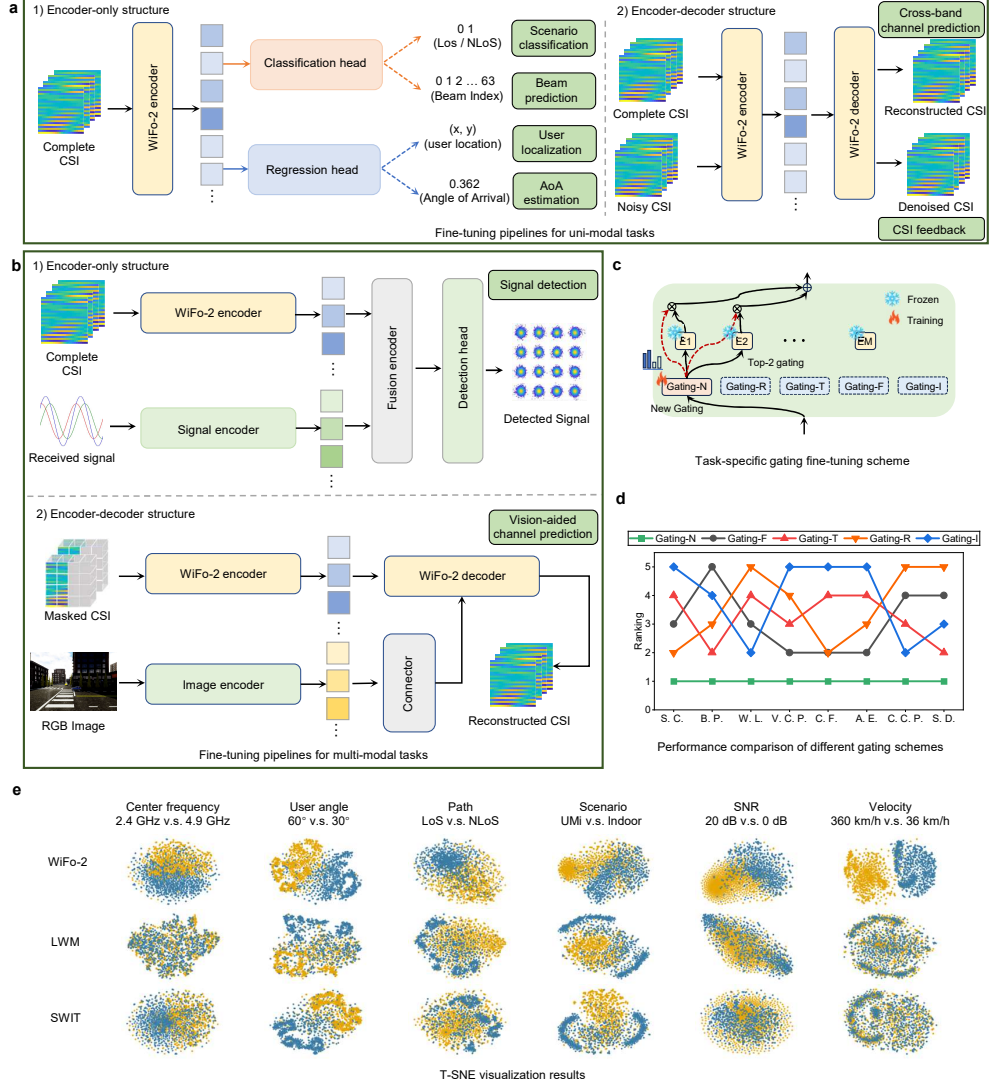 a
1) Encoder-only structure
Complete
CSI
WiFo-2 encoder
Classification head
Regression head
0 1
(Los / NLoS)
Scenario
classification
0 1 2 ... 63
(Beam Index)
Beam
prediction
(x, y)
(user location)
User
localization
0.362
(Angle of Arrival)
AoA
estimation
2) Encoder-decoder structure
Cross-band
channel prediction
Complete CSI
Noisy CSI
WiFo-2 encoder
WiFo-2 decoder
Reconstructed CSI
Denoised CSI
CSI feedback
Fine-tuning pipelines for uni-modal tasks
b
1) Encoder-only structure
Complete
CSI
WiFo-2 encoder
Received signal
Signal encoder
Fusion encoder
Detection head
Signal detection
Detected Signal
2) Encoder-decoder structure
Vision-aided
channel prediction
Masked CSI
WiFo-2 encoder
WiFo-2 decoder
RGB Image
Image encoder
Connector
Reconstructed CSI
Fine-tuning pipelines for multi-modal tasks
c
Frozen
Training
E1
E2
EM
Top-2 gating
Gating-N
Gating-R
Gating-T
Gating-F
Gating-I
New Gating
Task-specific gating fine-tuning scheme
d
Gating-N
Gating-F
Gating-T
Gating-R
Gating-I
Ranking
5
4
3
2
1
0
S. C.
B. P.
W. L.
V. C. P.
C. F.
A. E.
C. C. P.
S. D.
Performance comparison of different gating schemes
e
Center frequency
2.4 GHz v.s. 4.9 GHz
User angle
60° v.s. 30°
Path
LoS v.s. NLoS
Scenario
UMi v.s. Indoor
SNR
20 dB v.s. 0 dB
Velocity
360 km/h v.s. 36 km/h
WiFo-2
LWM
SWIT
T-SNE visualization results